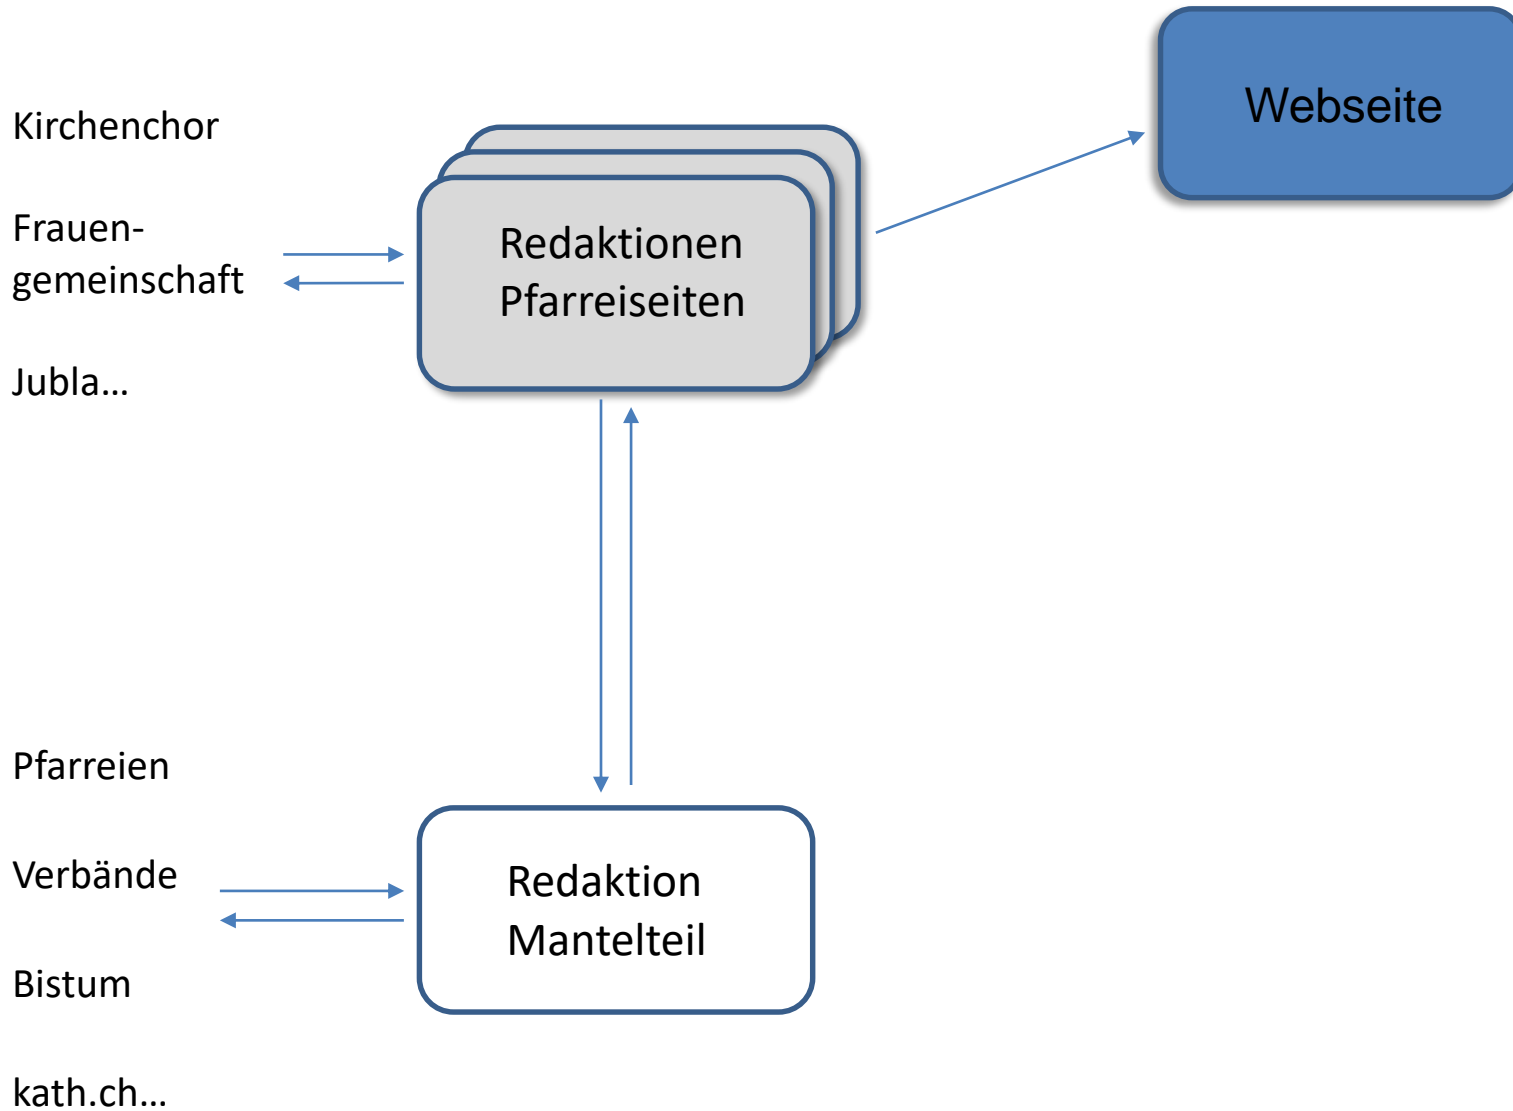 Webseite
Kirchenchor
Frauen-
gemeinschaft
Jubla...
Redaktionen
Pfarreiseiten
Pfarreien
Verbände
Bistum
kath.ch...
Redaktion
Mantelteil